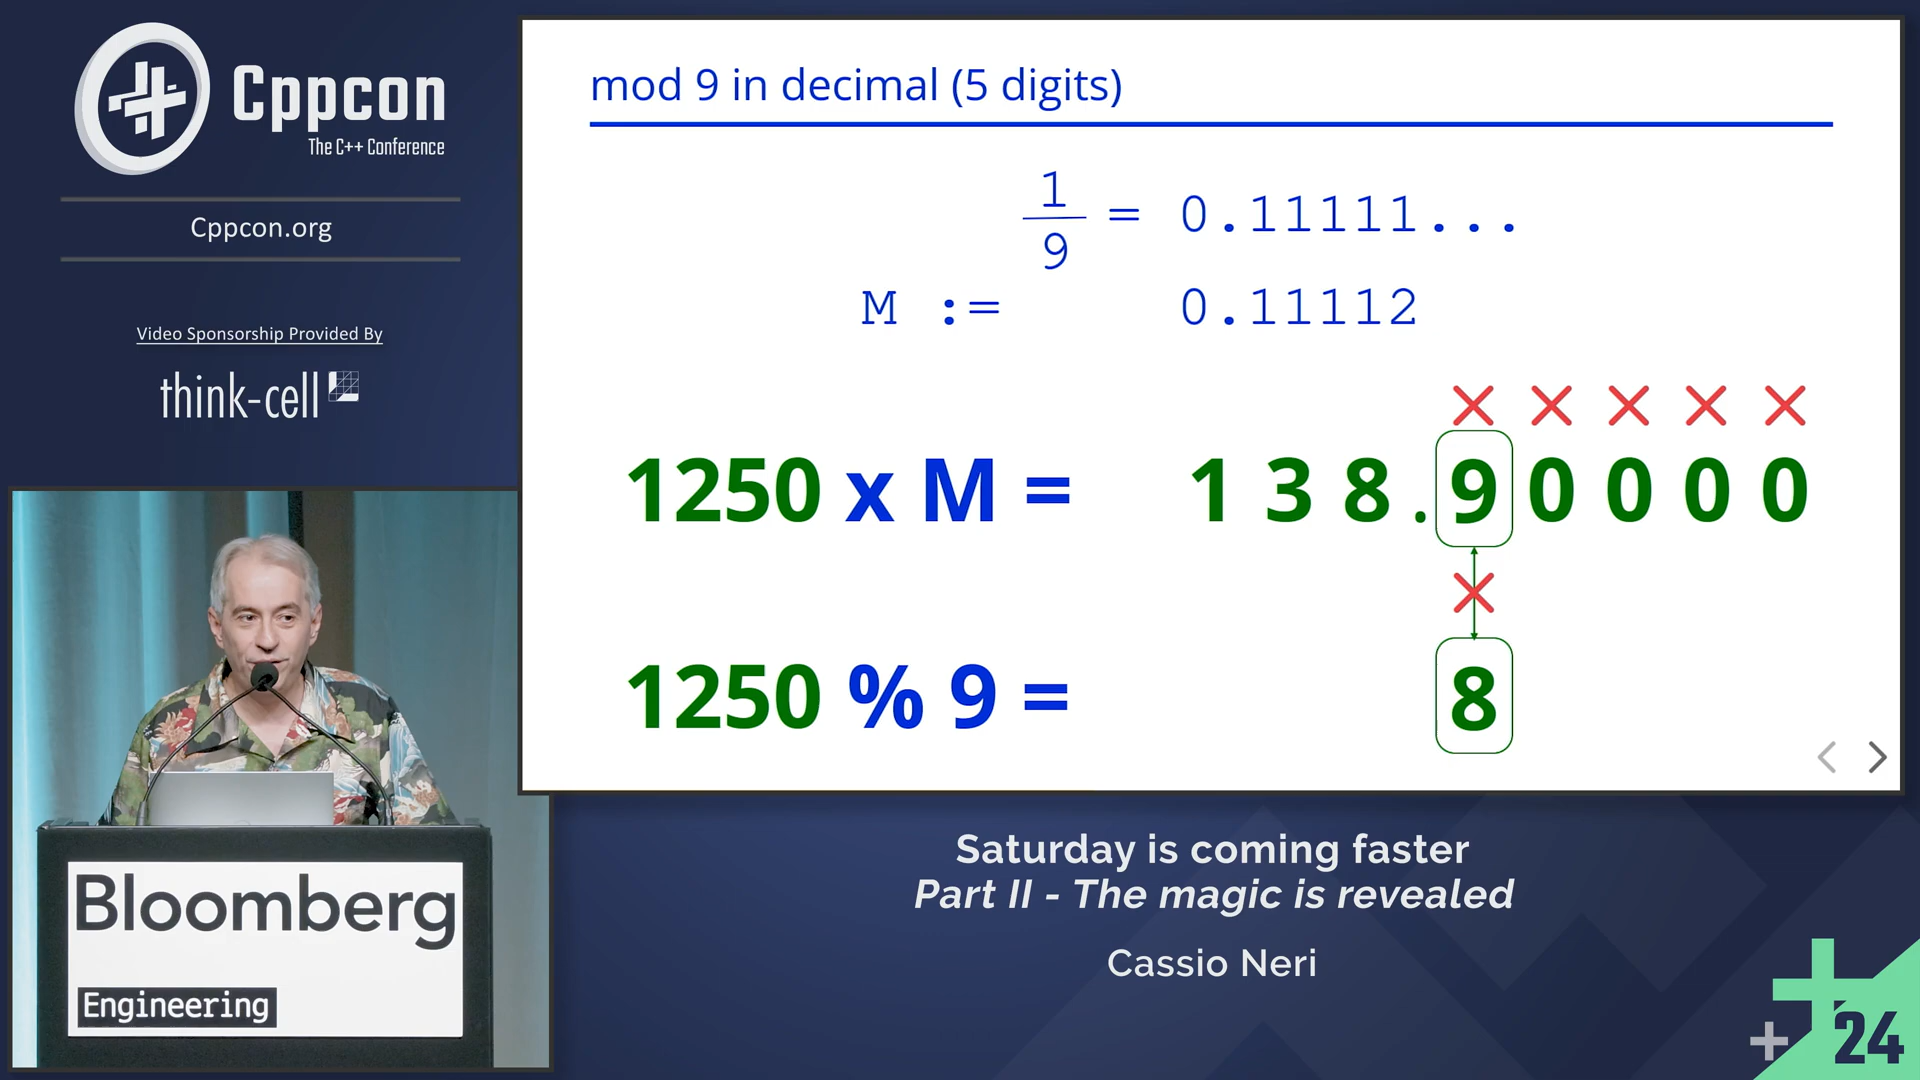 Cppcon
The C++ Conference
Cppcon.org
Video Sponsorship Provided By
think-cell
mod 9 in decimal (5 digits)
1/9 = 0.11111...
M := 0.11112
1250 x M = 138.90000
1250 % 9 = 8
Bloomberg
Engineering
Saturday is coming faster
Part II - The magic is revealed
Cassio Neri
24